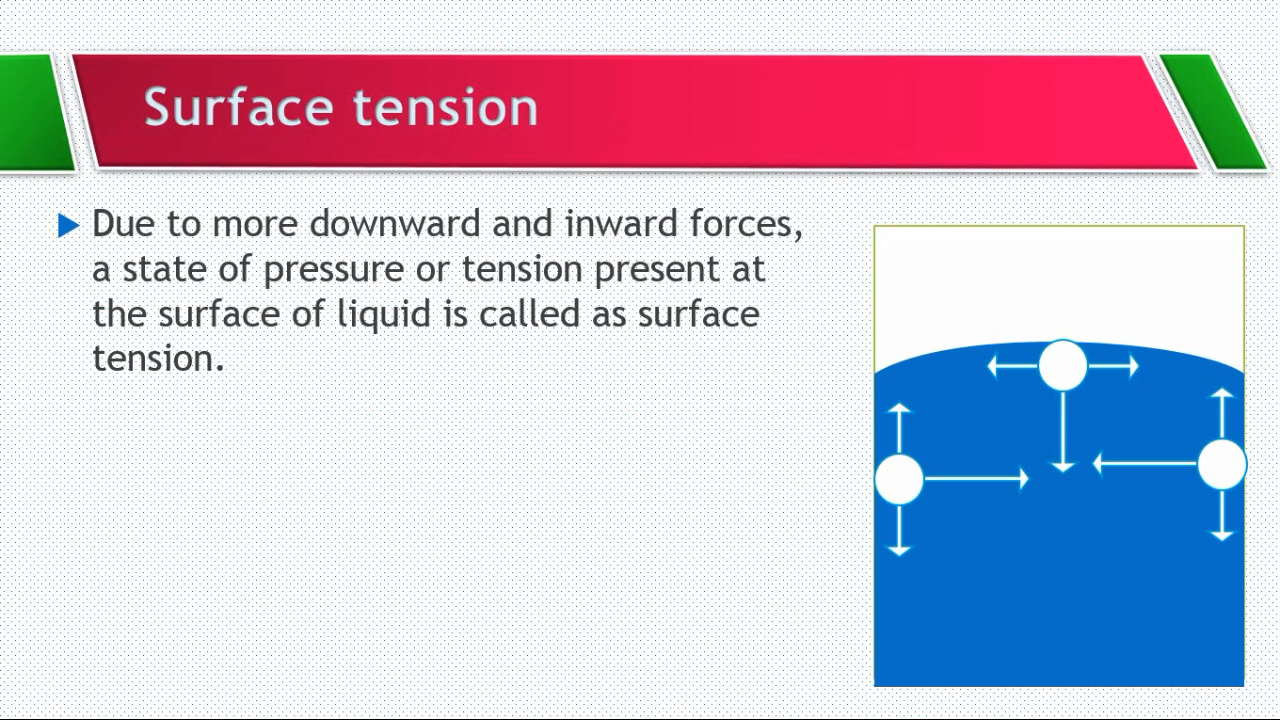 Surface tension
Due to more downward and inward forces,
a state of pressure or tension present at
the surface of liquid is called as surface
tension.